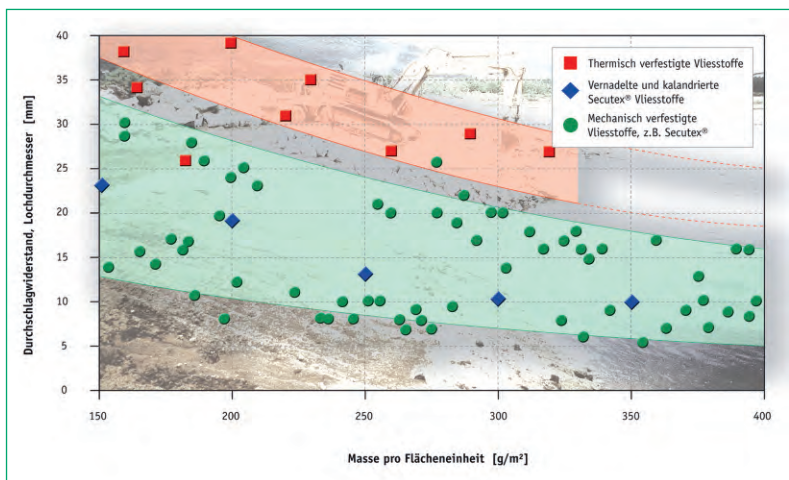 40
35
30
25
20
15
10
5
0
Durchschlagwiderstand, Lochdurchmesser [mm]
Thermisch verfestigte Vliesstoffe
Vernadelte und kalandrierte
Secutex® Vliesstoffe
Mechanisch verfestigte
Vliesstoffe, z.B. Secutex®
150 200 250 300 350 400
Masse pro Flächeneinheit [g/m²]